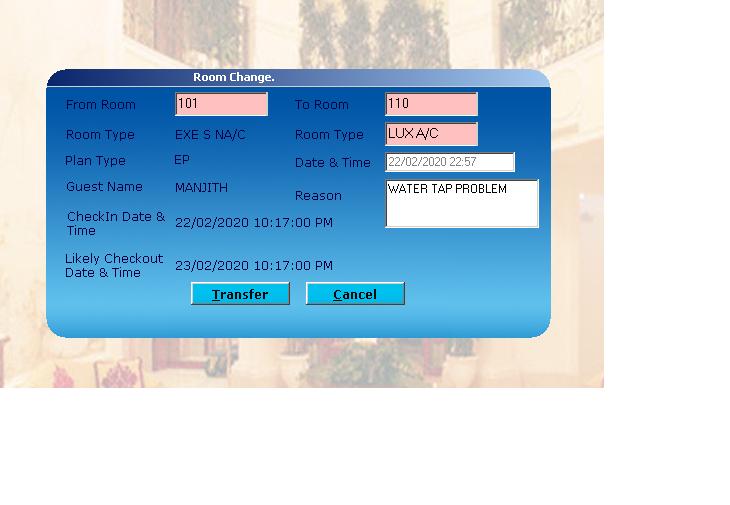 Room Change.
From Room 101 To Room 110
Room Type EXE S NA/C Room Type LUX A/C
Plan Type EP Date & Time 22/02/2020 22:57
Guest Name MANJITH Reason WATER TAP PROBLEM
CheckIn Date &
Time 22/02/2020 10:17:00 PM
Likely Checkout
Date & Time 23/02/2020 10:17:00 PM
Transfer Cancel